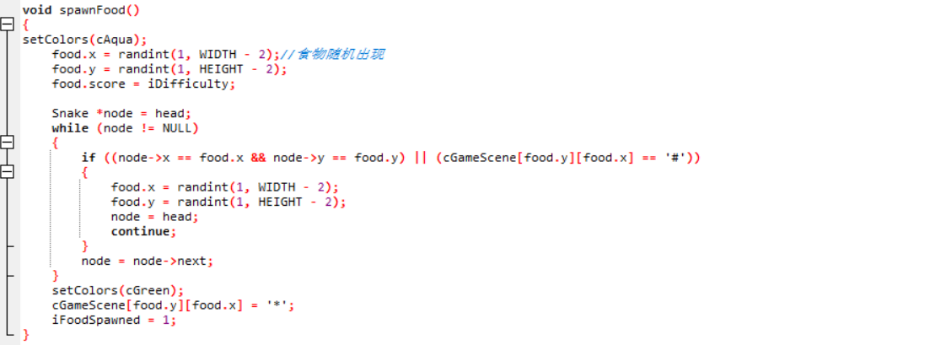 void spawnFood()
{
setColors(cAqua);
    food.x = randint(1, WIDTH - 2);//食物随机出现
    food.y = randint(1, HEIGHT - 2);
    food.score = iDifficulty;

    Snake *node = head;
    while (node != NULL)
    {
        if ((node->x == food.x && node->y == food.y) || (cGameScene[food.y][food.x] == '#'))
        {
            food.x = randint(1, WIDTH - 2);
            food.y = randint(1, HEIGHT - 2);
            node = head;
            continue;
        }
        node = node->next;
    }
    setColors(cGreen);
    cGameScene[food.y][food.x] = '*';
    iFoodSpawned = 1;
}